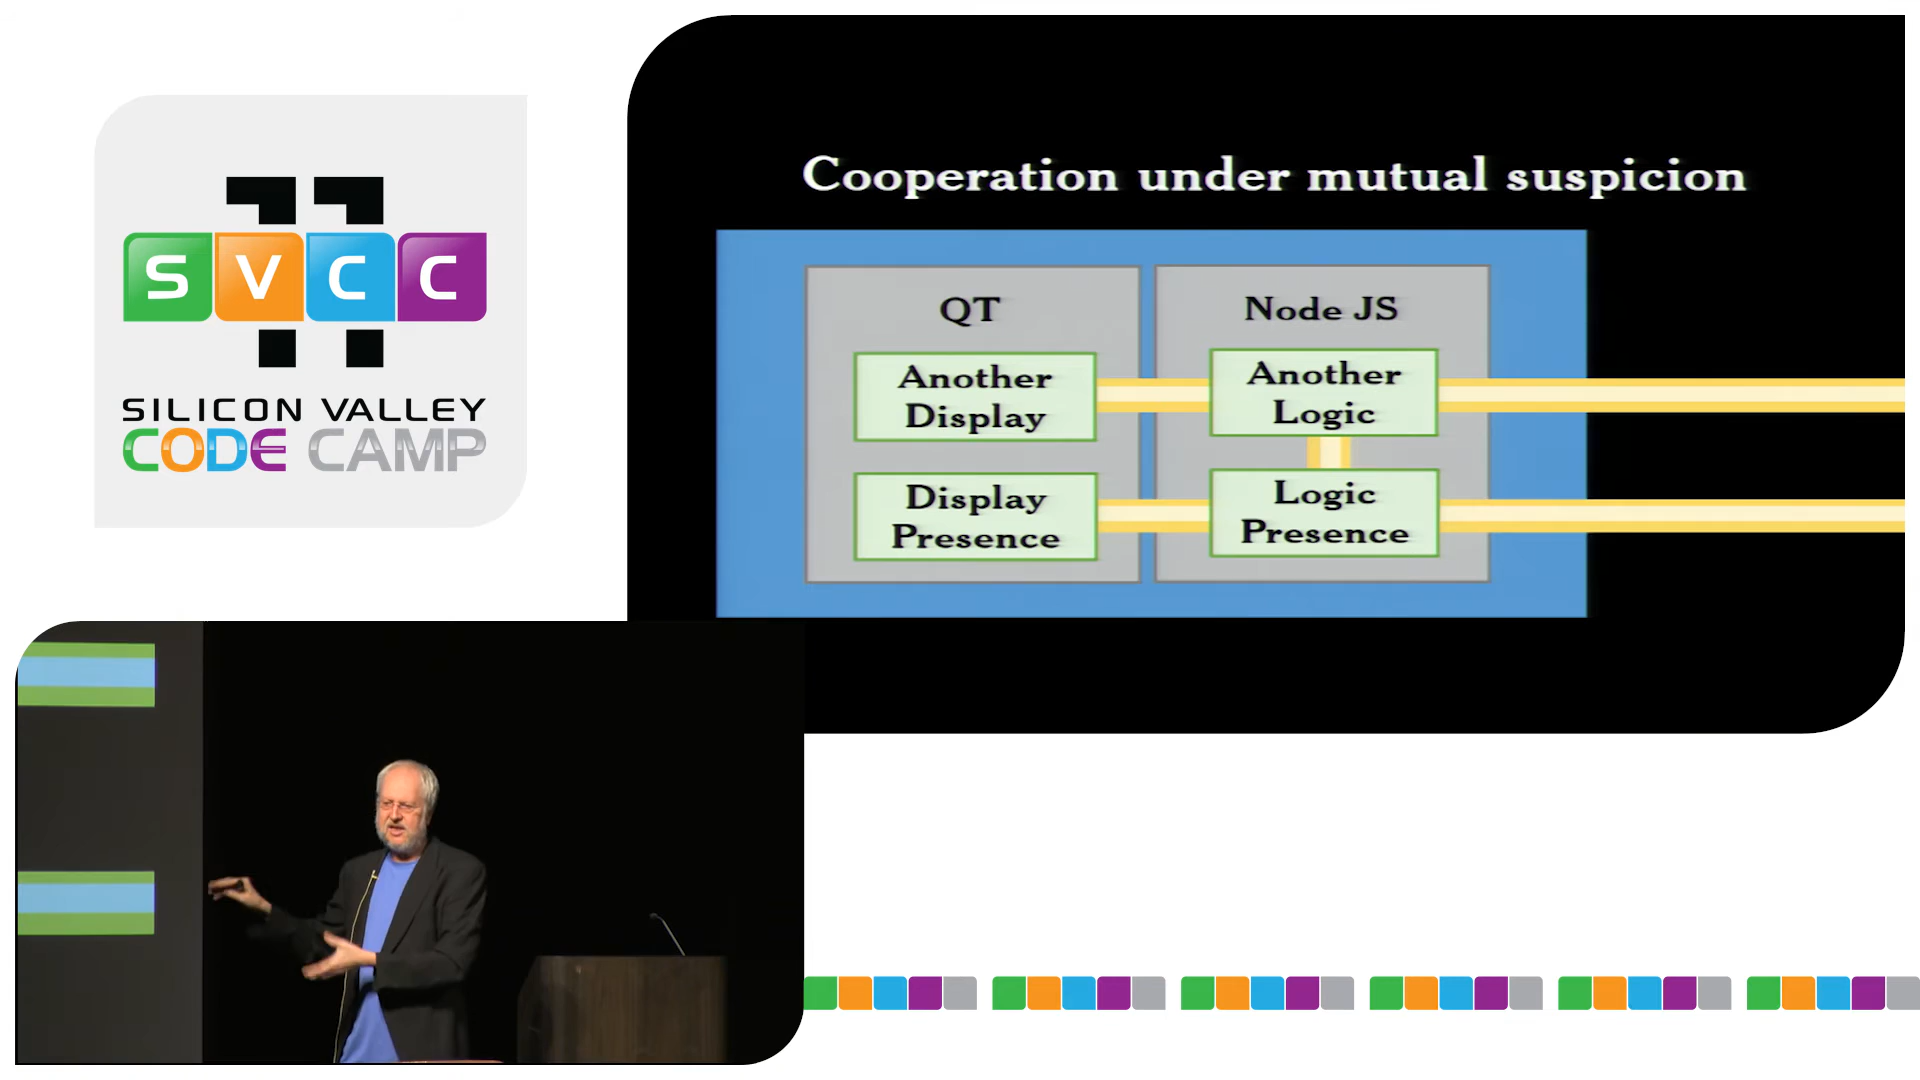 SVCC
SILICON VALLEY
CODE CAMP
Cooperation under mutual suspicion
QT
Node JS
Another
Display
Another
Logic
Display
Presence
Logic
Presence